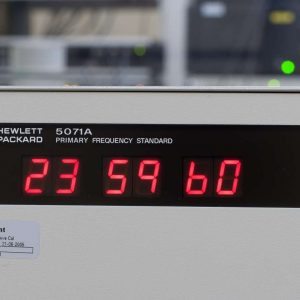 HEWLETT
PACKARD
5071A
PRIMARY FREQUENCY STANDARD
23 59 60